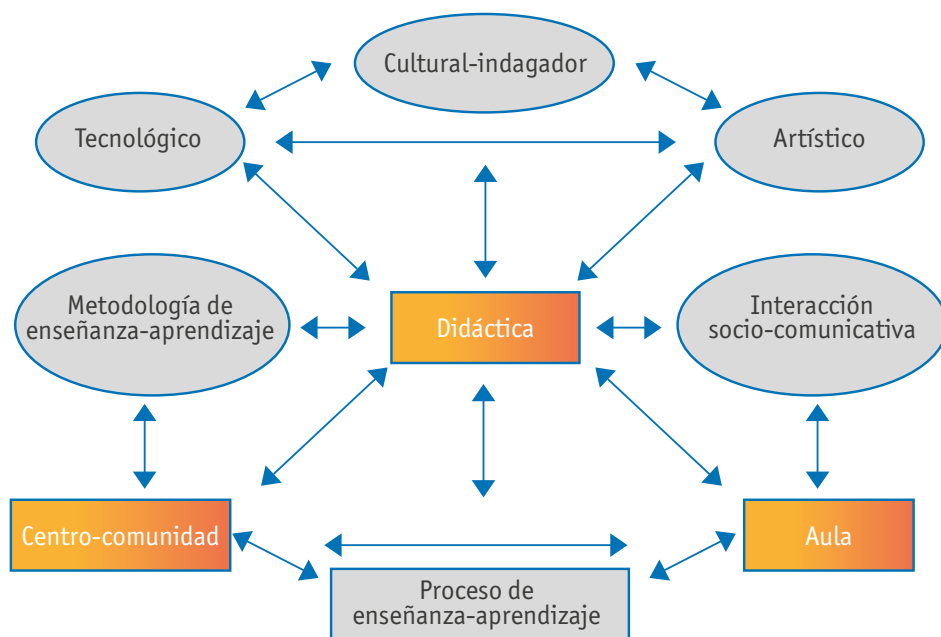 Cultural-indagador
Tecnológico
Artístico
Metodología de
enseñanza-aprendizaje
Didáctica
Interacción
socio-comunicativa
Centro-comunidad
Aula
Proceso de
enseñanza-aprendizaje